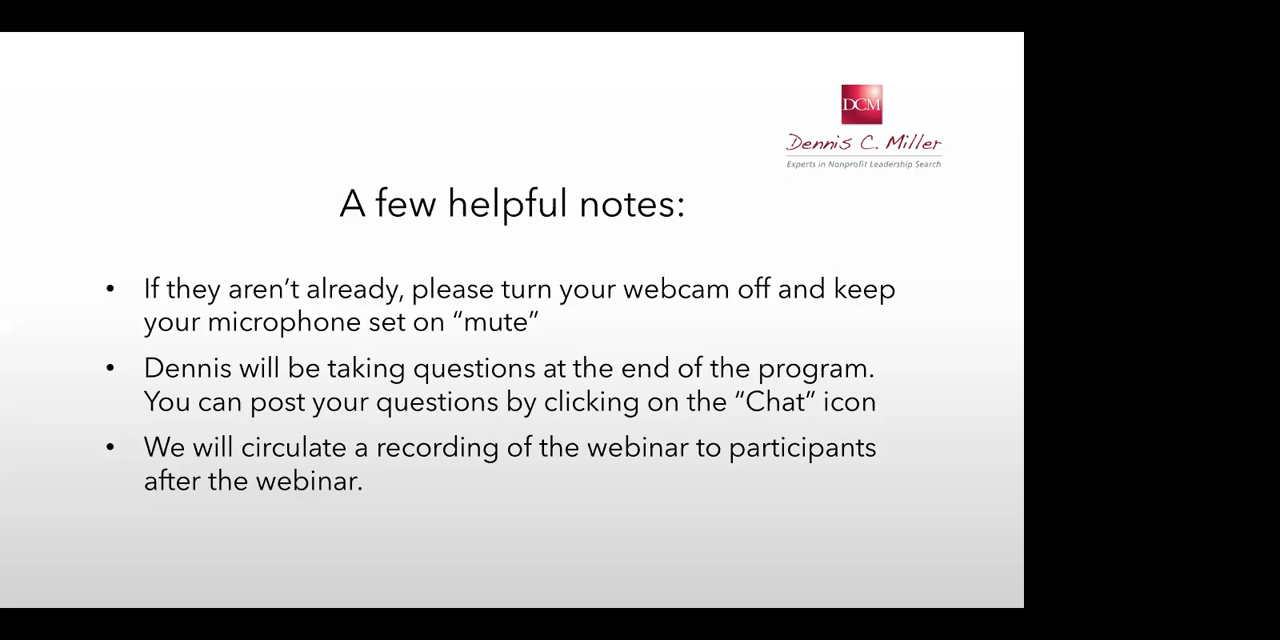 DCM
Dennis C. Miller
Experts in Nonprofit Leadership Search
A few helpful notes:
• If they aren’t already, please turn your webcam off and keep
your microphone set on “mute”
• Dennis will be taking questions at the end of the program.
You can post your questions by clicking on the “Chat” icon
• We will circulate a recording of the webinar to participants
after the webinar.